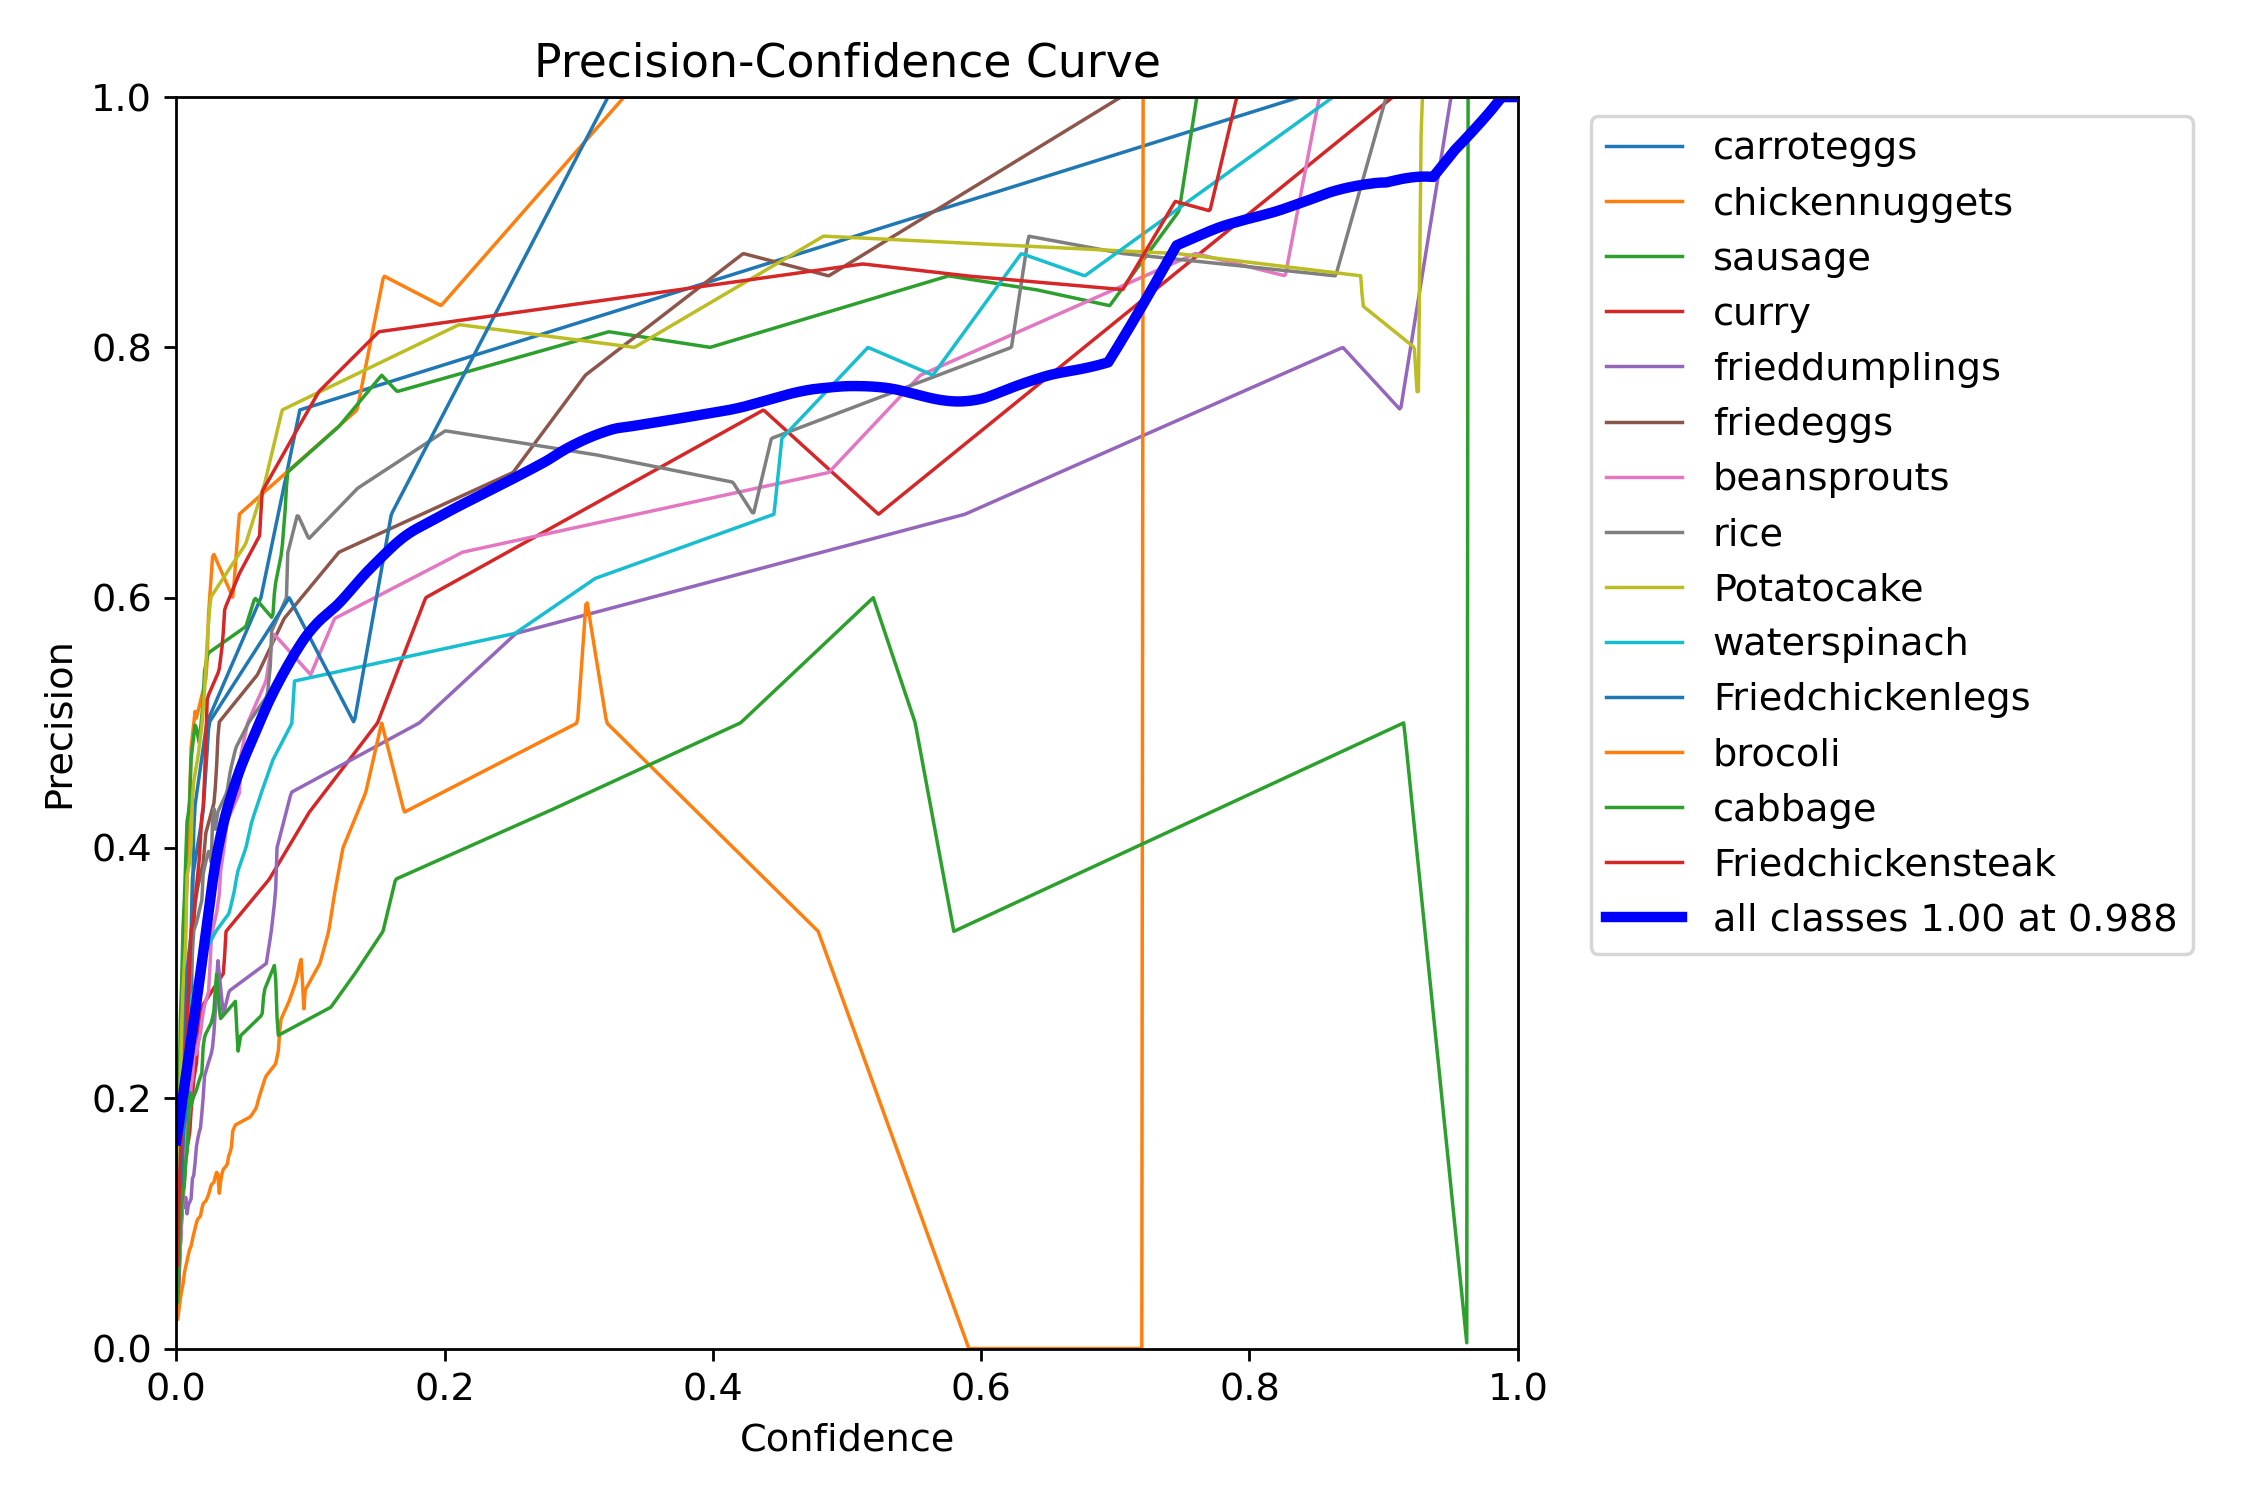 Precision-Confidence Curve
1.0
0.8
0.6
0.4
0.2
0.0
Precision
0.0 0.2 0.4 0.6 0.8 1.0
Confidence
carroteggs
chickennuggets
sausage
curry
frieddumplings
friedeggs
beansprouts
rice
Potatocake
waterspinach
Friedchickenlegs
brocoli
cabbage
Friedchickensteak
all classes 1.00 at 0.988